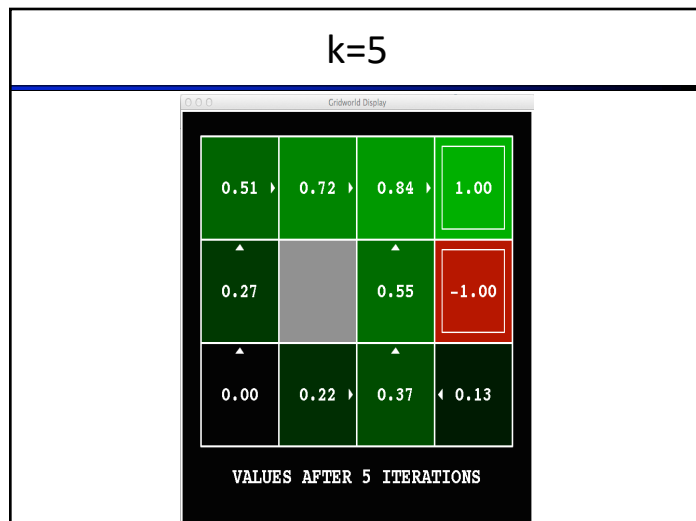 k=5
Gridworld Display
0.51 0.72 0.84 1.00
0.27 0.55 -1.00
0.00 0.22 0.37 0.13
VALUES AFTER 5 ITERATIONS